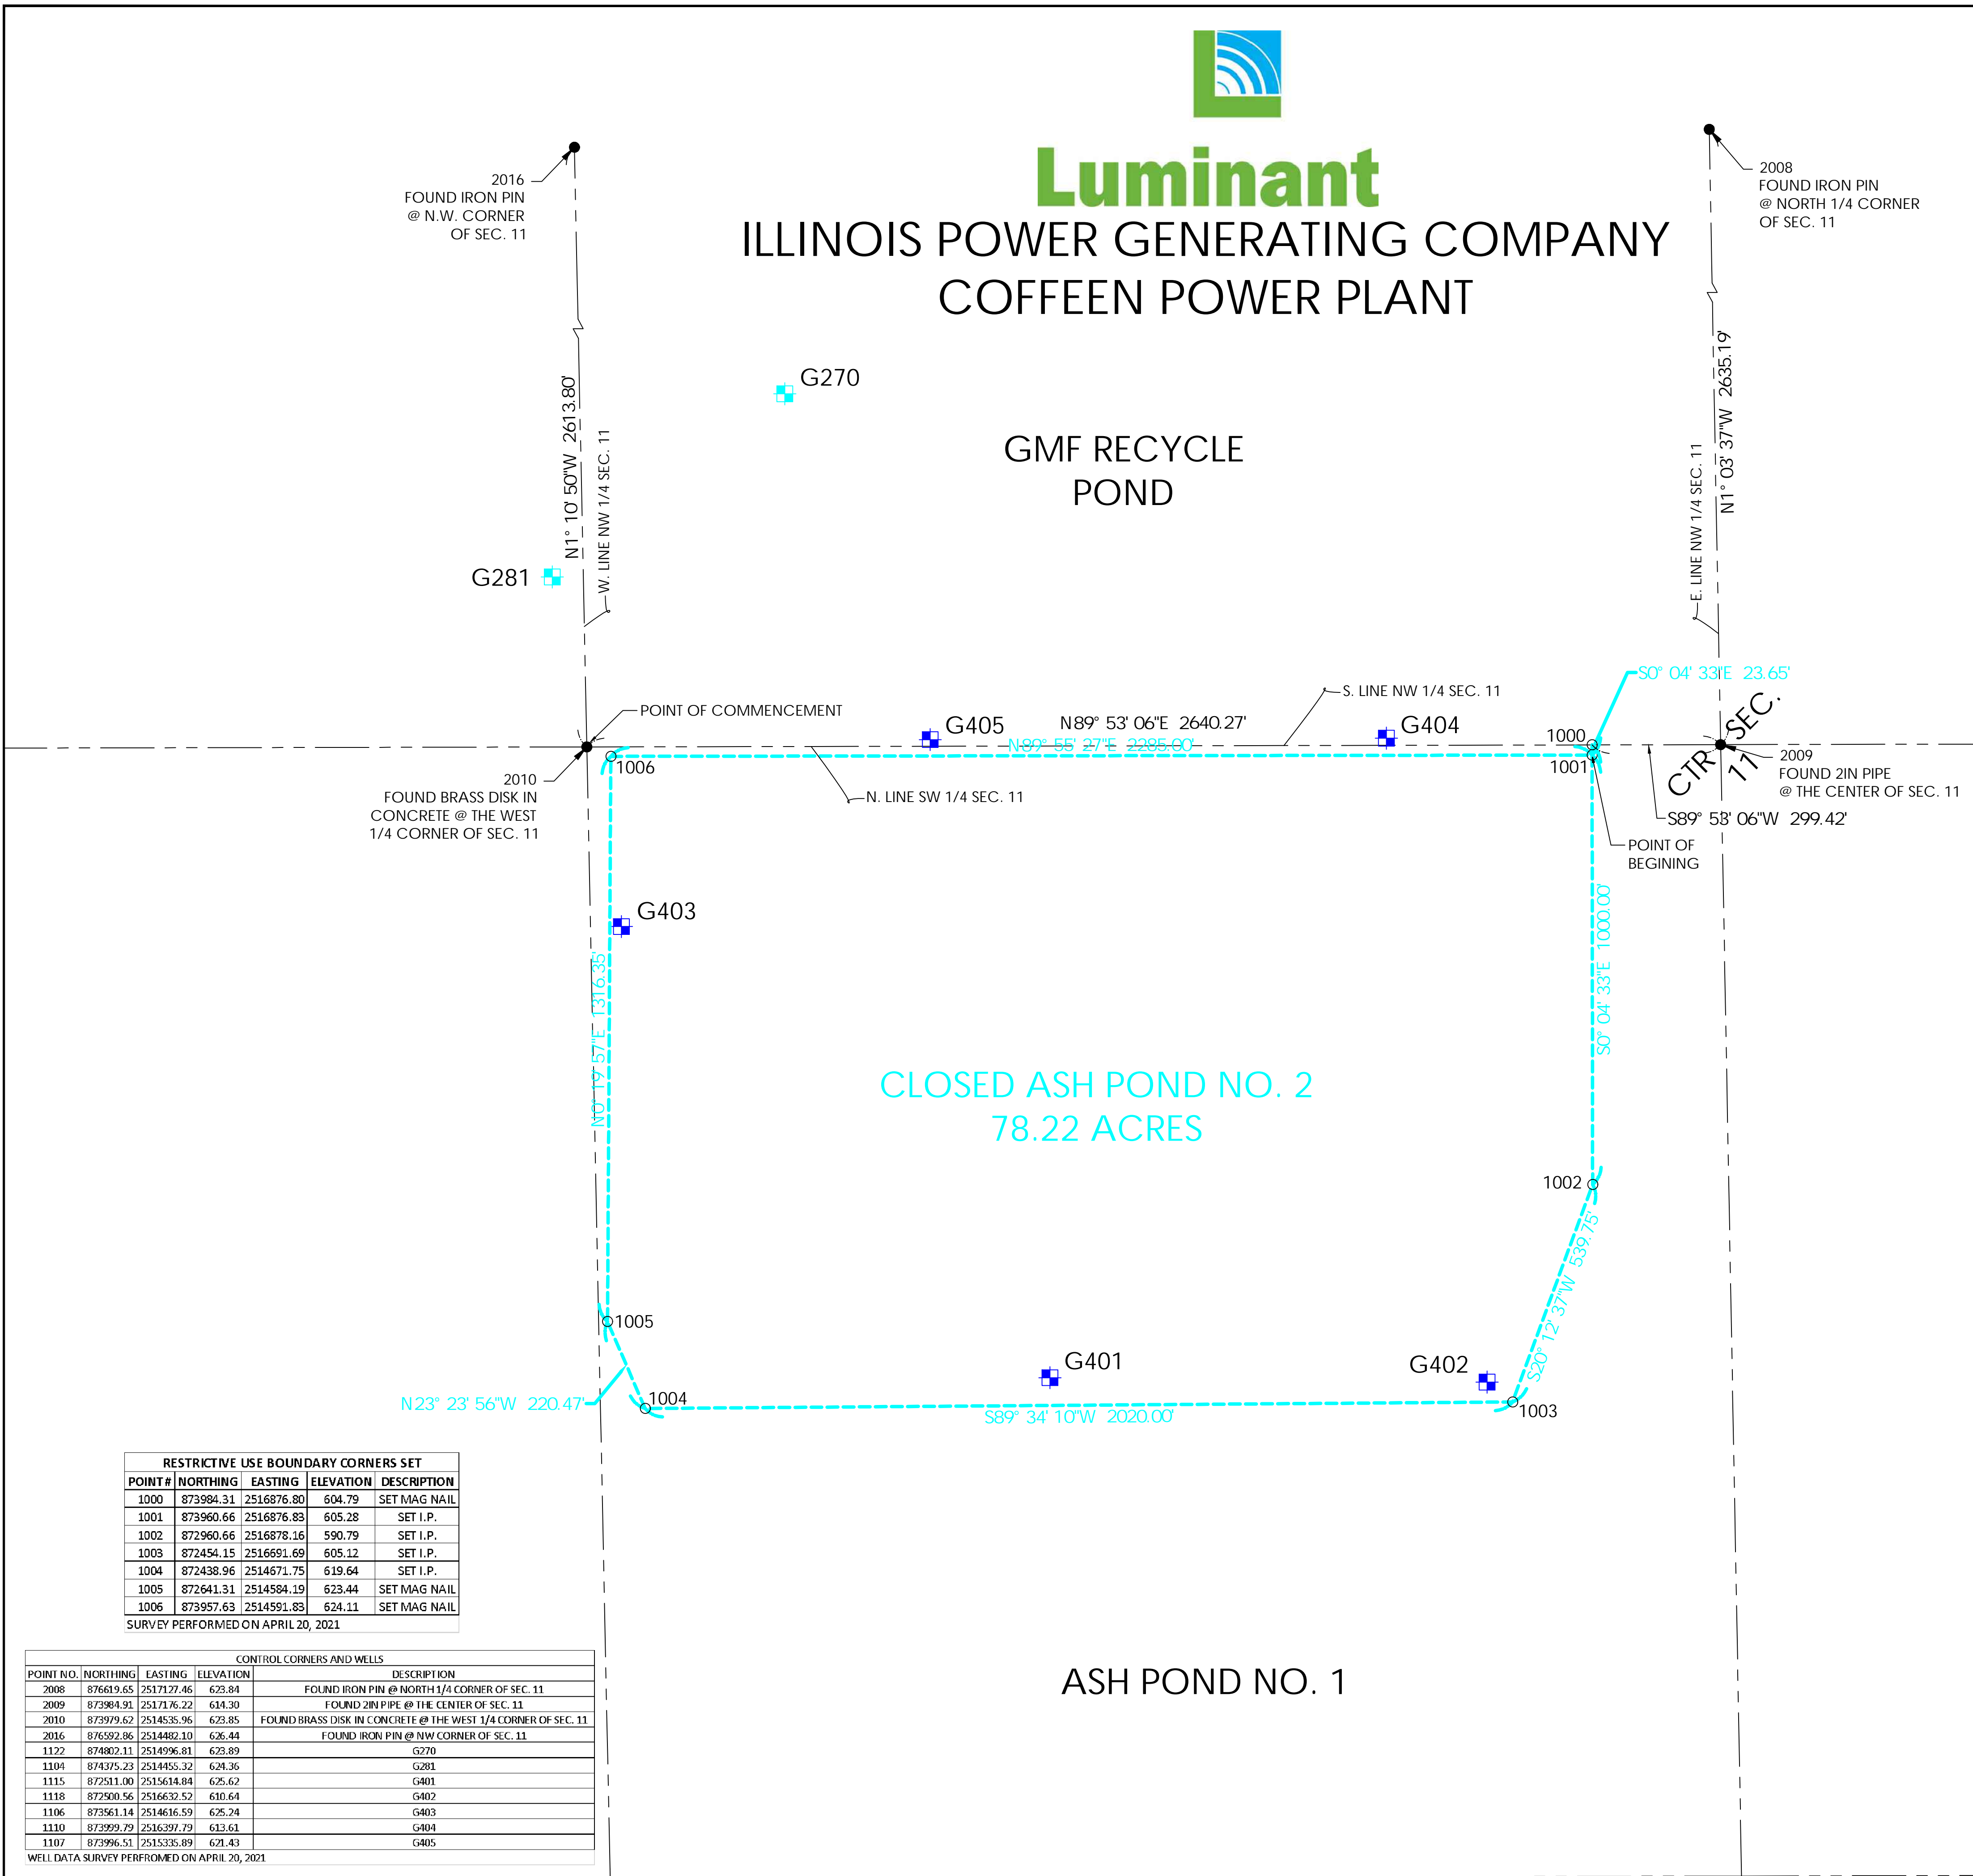 Luminant
ILLINOIS POWER GENERATING COMPANY
COFFEEN POWER PLANT
2016
FOUND IRON PIN
@ N.W. CORNER
OF SEC. 11
2008
FOUND IRON PIN
@ NORTH 1/4 CORNER
OF SEC. 11
N1° 10' 50"W 2613.80'
W. LINE NW 1/4 SEC. 11
G270
GMF RECYCLE
POND
G281
E. LINE NW 1/4 SEC. 11
N1° 03' 37"W 2635.19'
S0° 04' 33"E 23.65'
S. LINE NW 1/4 SEC. 11
POINT OF COMMENCEMENT
G405
N89° 53' 06"E 2640.27'
G404
N89° 55' 27"E 2285.00'
1000
1001
1006
CTR SEC.
11
2009
FOUND 2IN PIPE
@ THE CENTER OF SEC. 11
2010
FOUND BRASS DISK IN
CONCRETE @ THE WEST
1/4 CORNER OF SEC. 11
N. LINE SW 1/4 SEC. 11
S89° 53' 06"W 299.42'
POINT OF
BEGINING
G403
N0° 19' 57"E 1316.35'
S0° 04' 33"E 1000.00'
CLOSED ASH POND NO. 2
78.22 ACRES
1002
S20° 12' 37"W 539.75'
1005
G401
G402
N23° 23' 56"W 220.47'
1004
S89° 34' 10"W 2020.00'
1003
RESTRICTIVE USE BOUNDARY CORNERS SET
POINT # NORTHING EASTING ELEVATION DESCRIPTION
1000 873984.31 2516876.80 604.79 SET MAG NAIL
1001 873960.66 2516876.83 605.28 SET I.P.
1002 872960.66 2516878.16 590.79 SET I.P.
1003 872454.15 2516691.69 605.12 SET I.P.
1004 872438.96 2514671.75 619.64 SET I.P.
1005 872641.31 2514584.19 623.44 SET MAG NAIL
1006 873957.63 2514591.83 624.11 SET MAG NAIL
SURVEY PERFORMED ON APRIL 20, 2021
CONTROL CORNERS AND WELLS
POINT NO. NORTHING EASTING ELEVATION DESCRIPTION
2008 876619.65 2517127.46 623.84 FOUND IRON PIN @ NORTH 1/4 CORNER OF SEC. 11
2009 873984.91 2517176.22 614.30 FOUND 2IN PIPE @ THE CENTER OF SEC. 11
2010 873979.62 2514535.96 623.85 FOUND BRASS DISK IN CONCRETE @ THE WEST 1/4 CORNER OF SEC. 11
2016 876592.86 2514482.10 626.44 FOUND IRON PIN @ NW CORNER OF SEC. 11
1122 874802.11 2514996.81 623.89 G270
1104 874375.23 2514455.32 624.36 G281
1115 872511.00 2515614.84 625.62 G401
1118 872500.56 2516632.52 610.64 G402
1106 873561.14 2514616.59 625.24 G403
1110 873999.79 2516397.79 613.61 G404
1107 873996.51 2515335.89 621.43 G405
WELL DATA SURVEY PERFROMED ON APRIL 20, 2021
ASH POND NO. 1